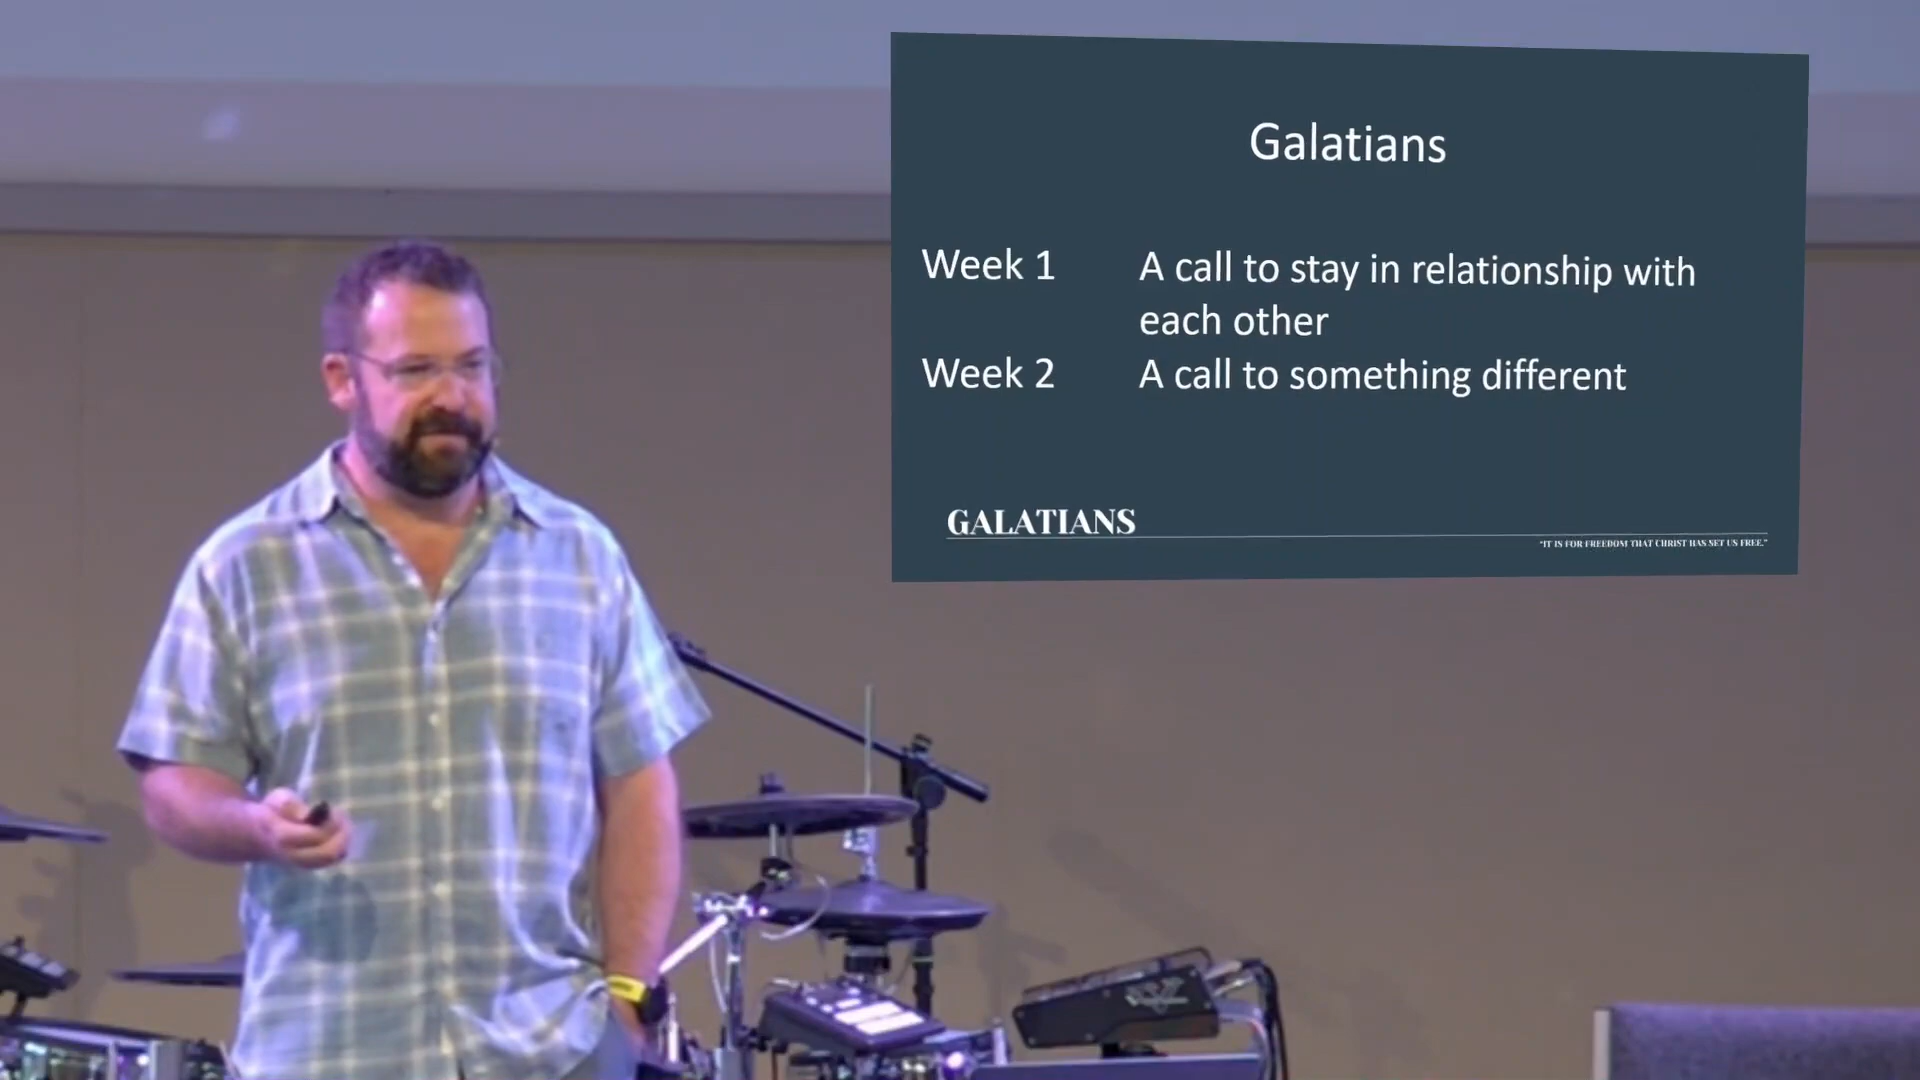 Galatians
Week 1 A call to stay in relationship with
each other
Week 2 A call to something different
GALATIANS
"IT IS FOR FREEDOM THAT CHRIST HAS SET US FREE."